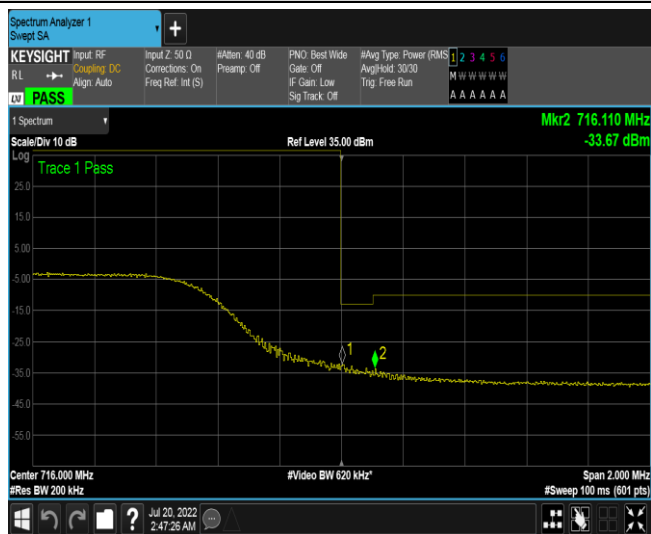 Spectrum Analyzer 1
Swept SA
KEYSIGHT
Input: RF
Coupling: DC
Align: Auto
Input Z: 50 Ω
Corrections: On
Freq Ref: Int (S)
#Atten: 40 dB
Preamp: Off
PNO: Best Wide
Gate: Off
IF Gain: Low
Sig Track: Off
#Avg Type: Power (RMS
Avg|Hold: 30/30
Trig: Free Run
1 2 3 4 5 6
M W W W W W
A A A A A A
R L
LXI PASS
1 Spectrum
Mkr2 716.110 MHz
-33.67 dBm
Scale/Div 10 dB
Ref Level 35.00 dBm
Log
Trace 1 Pass
25.0
15.0
5.00
-5.00
-15.0
-25.0
-35.0
-45.0
-55.0
1
2
Center 716.000 MHz
#Video BW 620 kHz*
Span 2.000 MHz
#Res BW 200 kHz
#Sweep 100 ms (601 pts)
?
Jul 20, 2022
2:47:26 AM